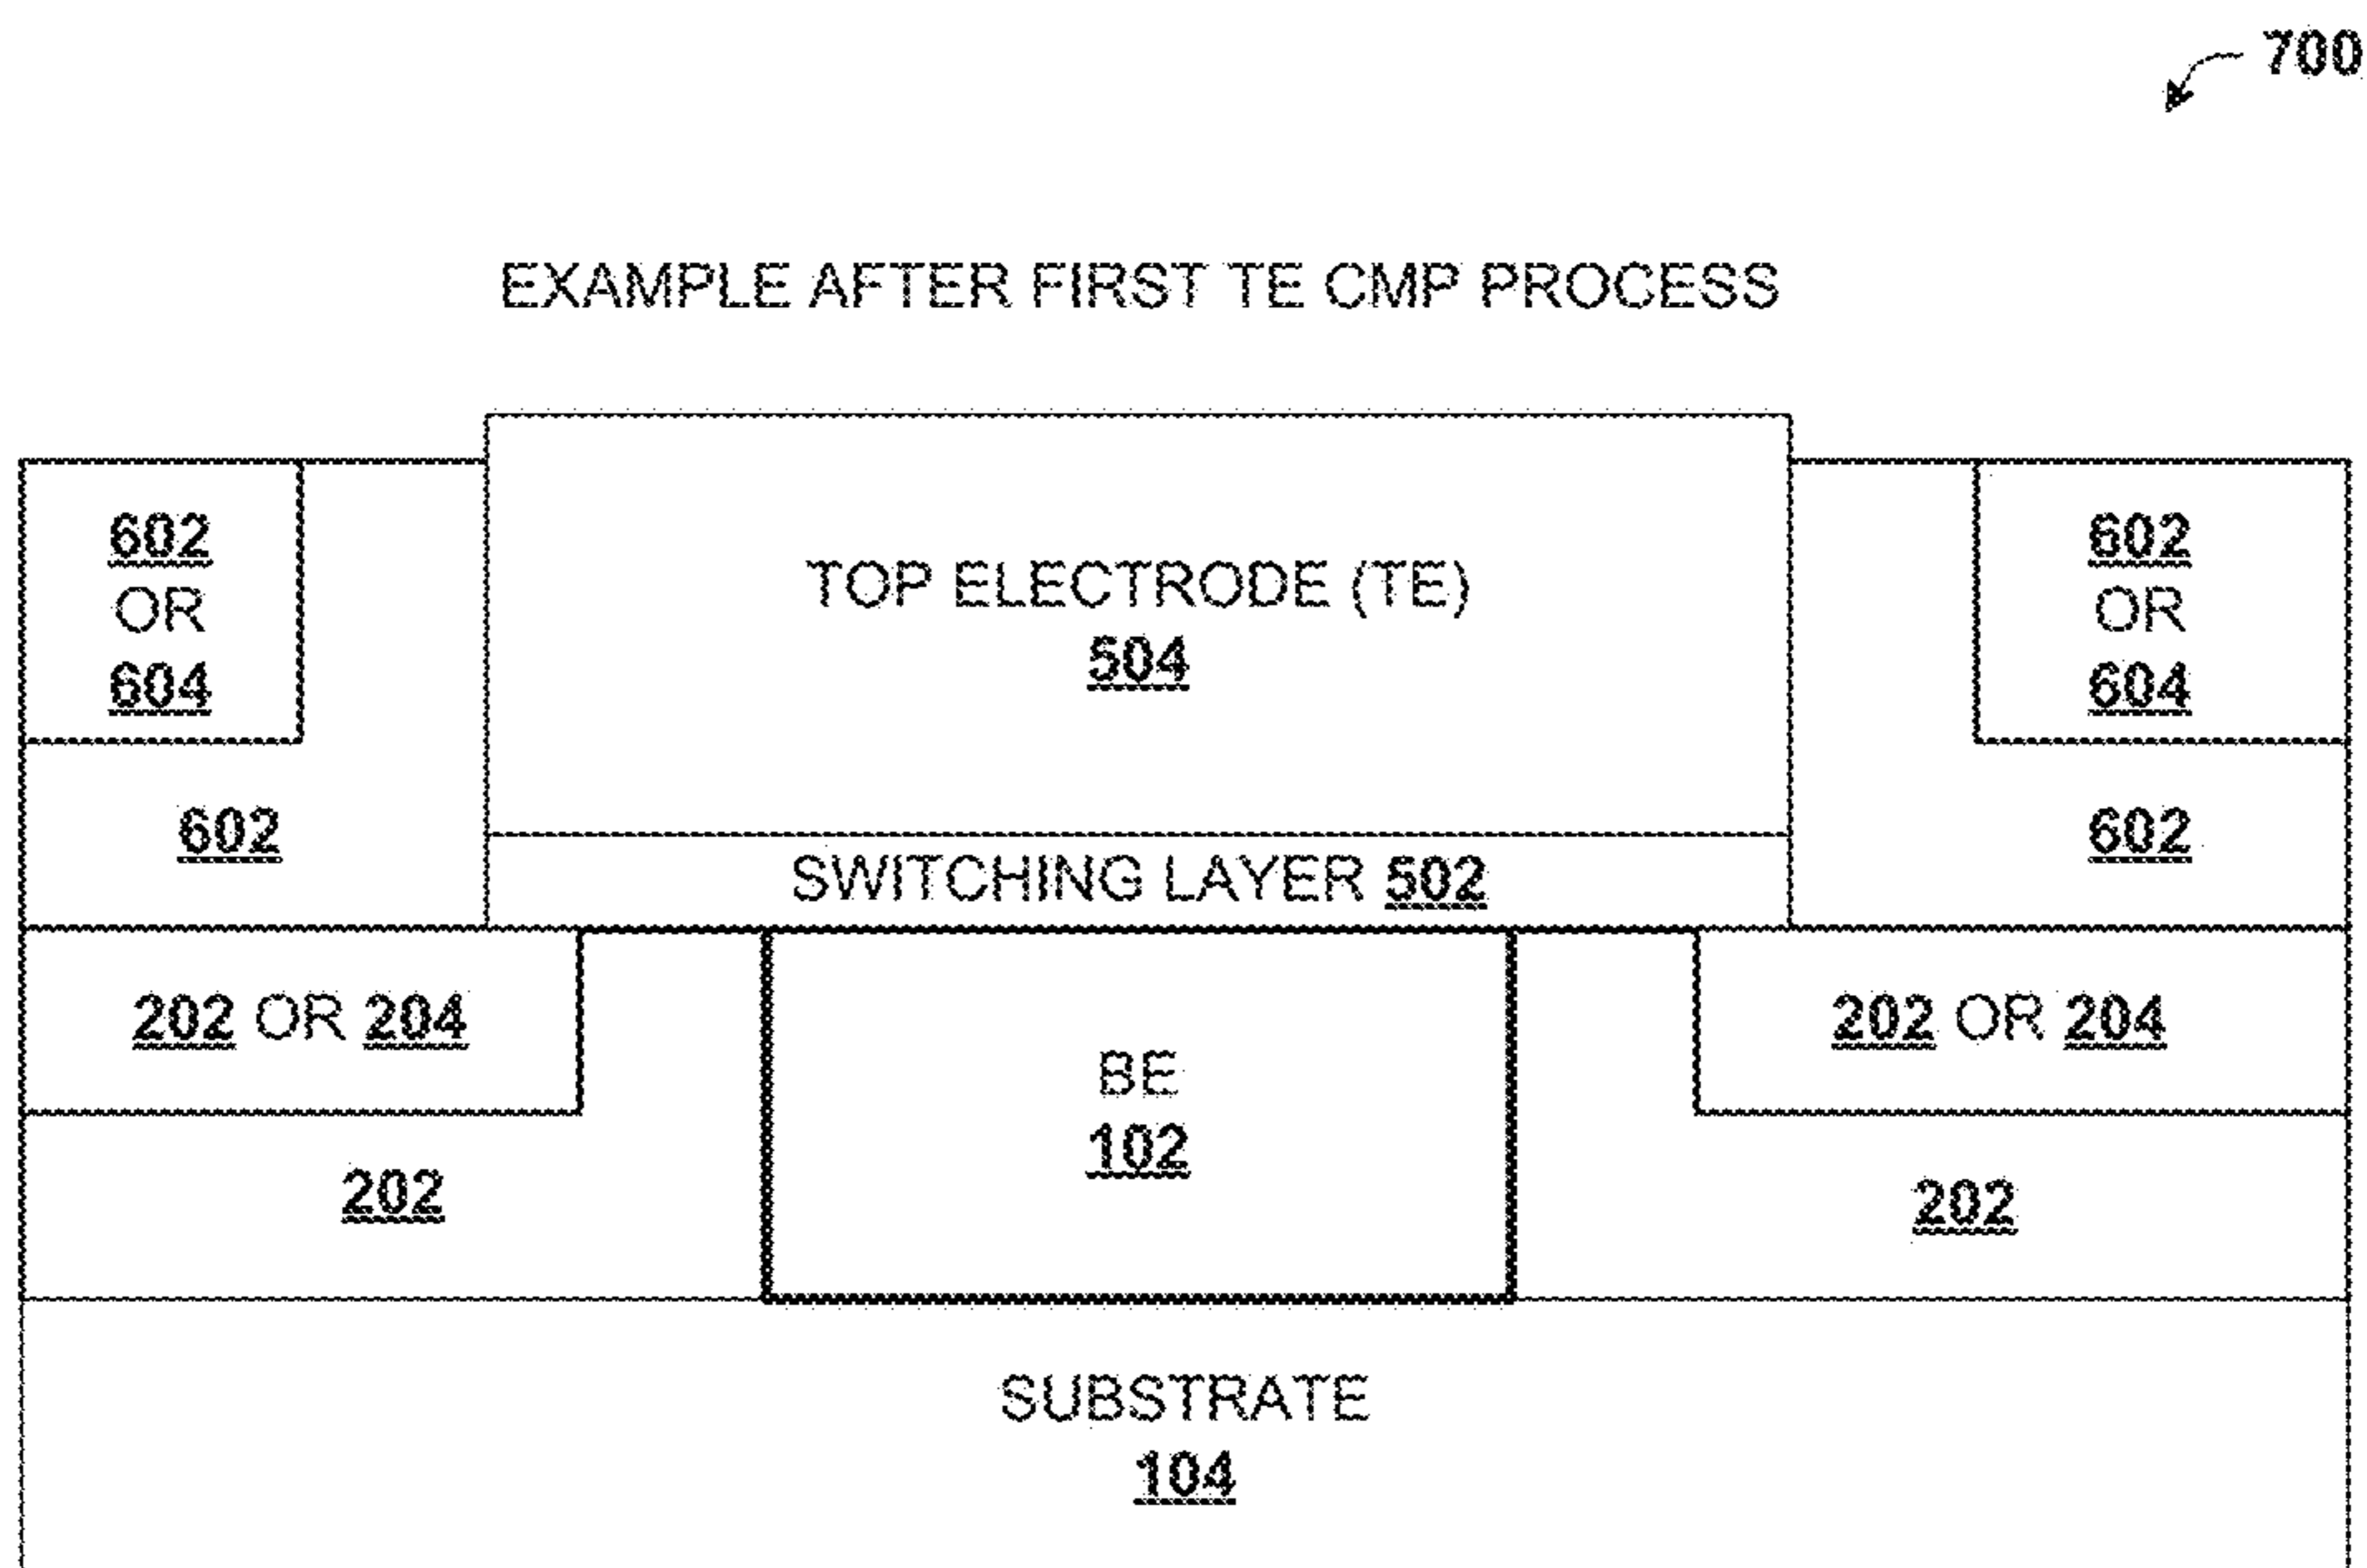 700
EXAMPLE AFTER FIRST TE CMP PROCESS
602
OR
604
TOP ELECTRODE (TE)
504
602
OR
604
602
SWITCHING LAYER 502
602
202 OR 204
BE
102
202 OR 204
202
202
SUBSTRATE
104